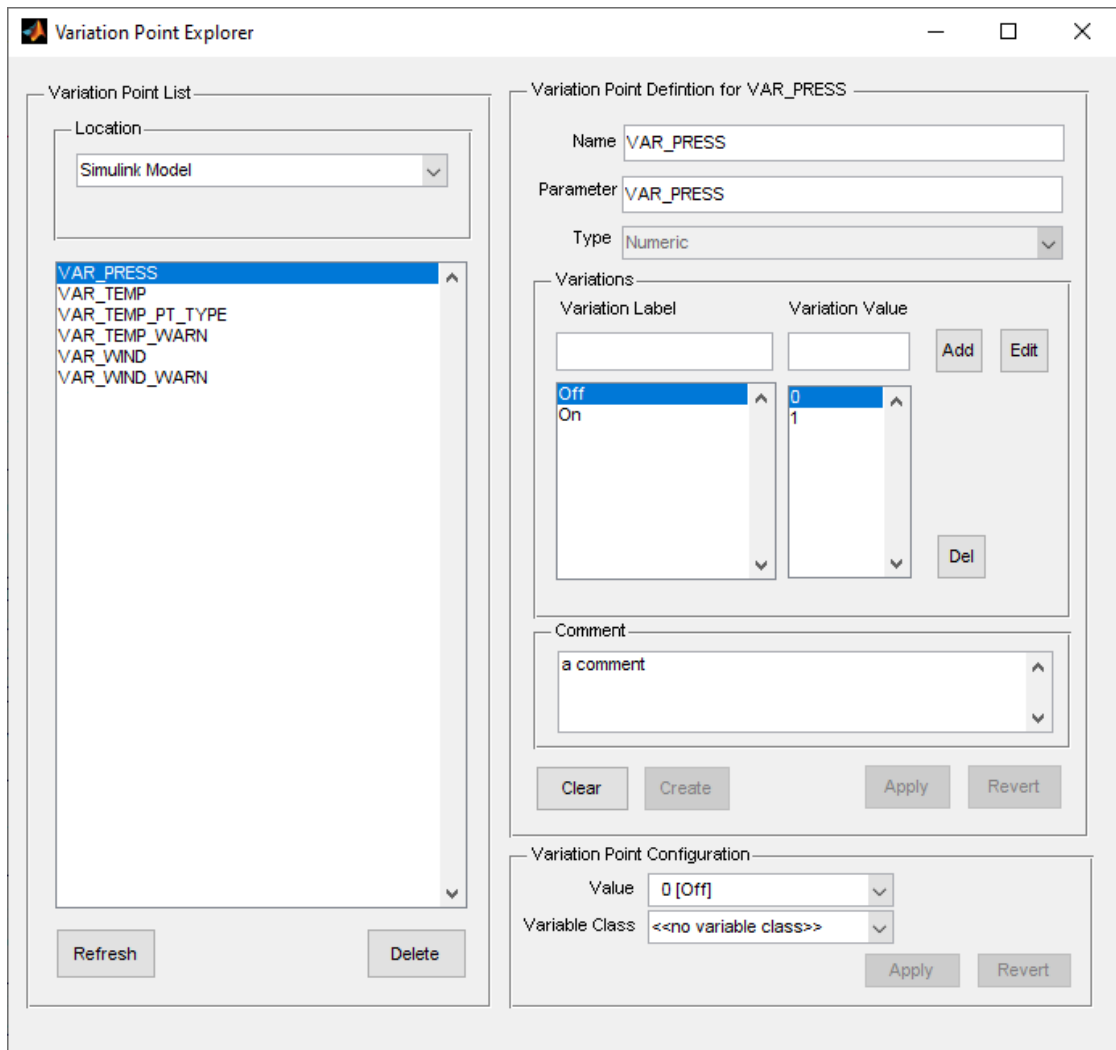 Variation Point Explorer
Variation Point List
Location
Simulink Model
VAR_PRESS
VAR_TEMP
VAR_TEMP_PT_TYPE
VAR_TEMP_WARN
VAR_WIND
VAR_WIND_WARN
Refresh
Delete
Variation Point Defintion for VAR_PRESS
Name VAR_PRESS
Parameter VAR_PRESS
Type Numeric
Variations
Variation Label Variation Value
Add Edit
Off 0
On 1
Del
Comment
a comment
Clear Create Apply Revert
Variation Point Configuration
Value 0 [Off]
Variable Class <<no variable class>>
Apply Revert